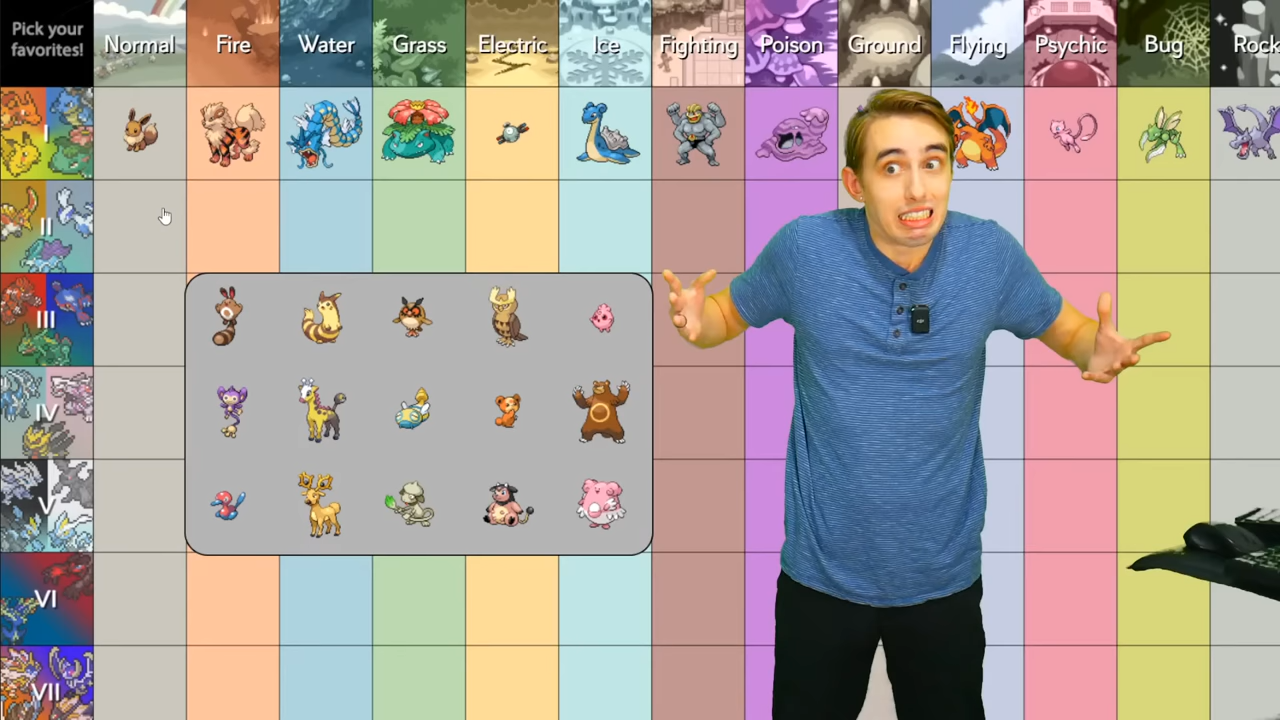 Pick your
favorites!
Normal
Fire
Water
Grass
Electric
Ice
Fighting
Poison
Ground
Flying
Psychic
Bug
Rock
I
II
III
IV
V
VI
VII